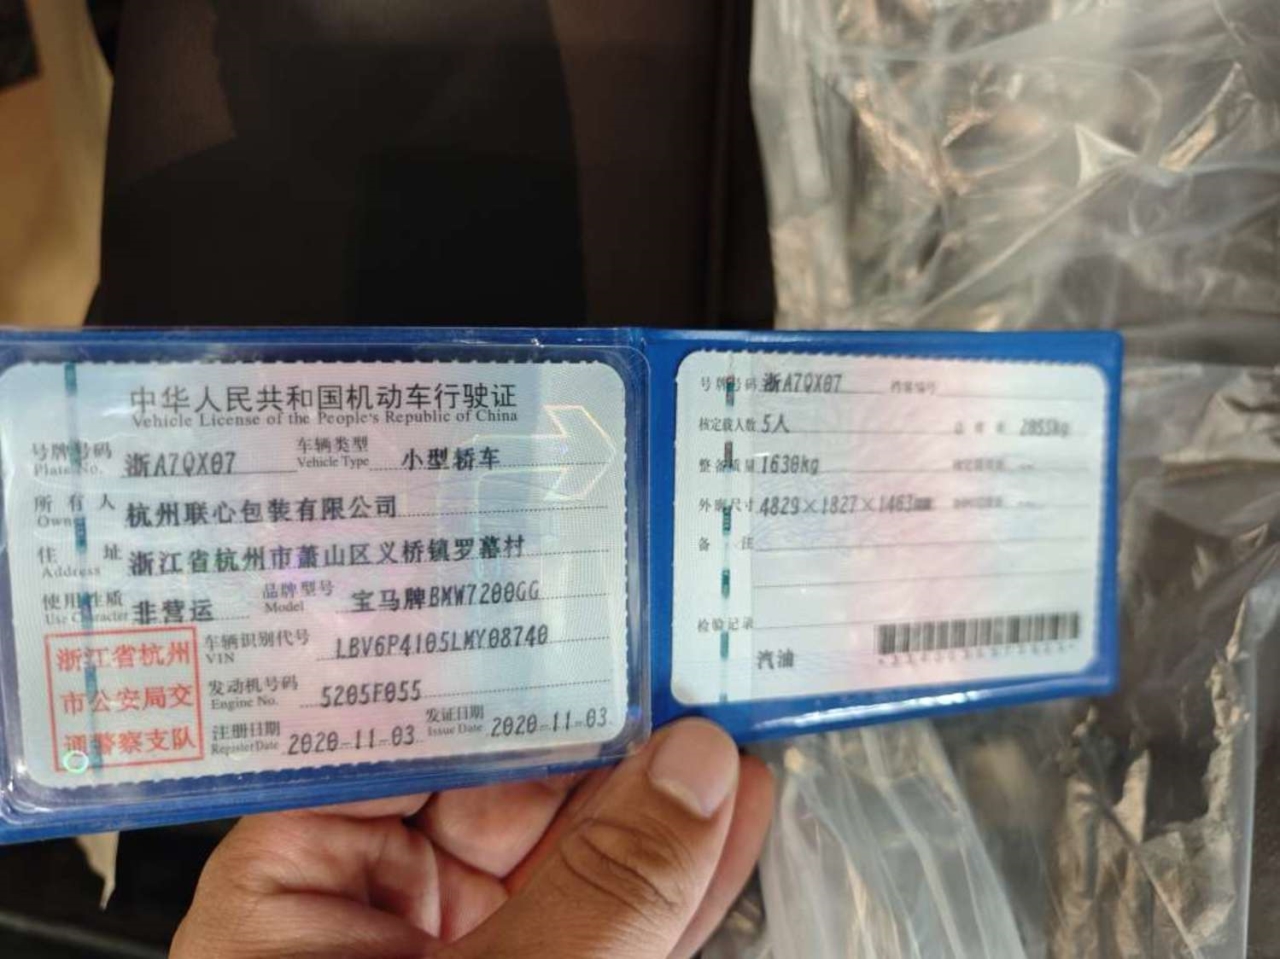 中华人民共和国机动车行驶证
Vehicle License of the People's Republic of China
号牌号码 浙A7QX07 车辆类型 小型轿车
Plate No. Vehicle Type
所有人 杭州联心包装有限公司
Owner
住址 浙江省杭州市萧山区义桥镇罗墓村
Address
使用性质 非营运 品牌型号 宝马牌BMW7200GG
Use Character Model
浙江省杭州
市公安局交
通警察支队
车辆识别代号 LBV6P4105LMY08740
VIN
发动机号码 5205F055
Engine No.
注册日期 2020-11-03 发证日期 2020-11-03
Register Date Issue Date
号牌号码 浙A7QX07 档案编号
核定载人数 5人 总质量 2055kg
整备质量 1630kg
外廓尺寸 4829×1827×1463mm
备注
检验记录
汽油